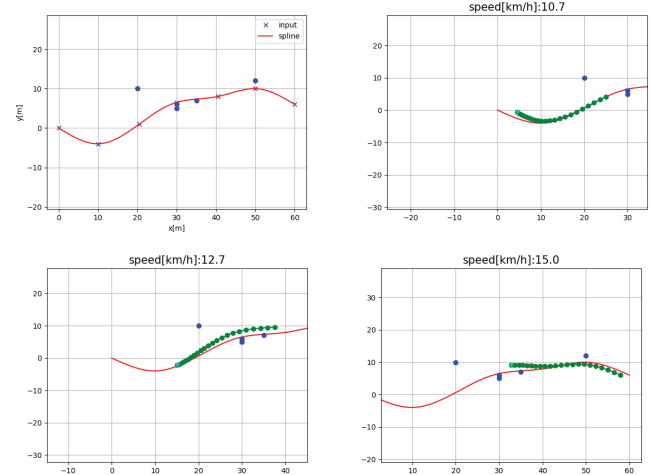 20
10
0
−10
−20
y[m]
0 10 20 30 40 50 60
x[m]
input
spline
speed[km/h]:10.7
20
10
0
−10
−20
−30
−20 −10 0 10 20 30
speed[km/h]:12.7
20
10
0
−10
−20
−30
−10 0 10 20 30 40
speed[km/h]:15.0
30
20
10
0
−10
−20
10 20 30 40 50 60